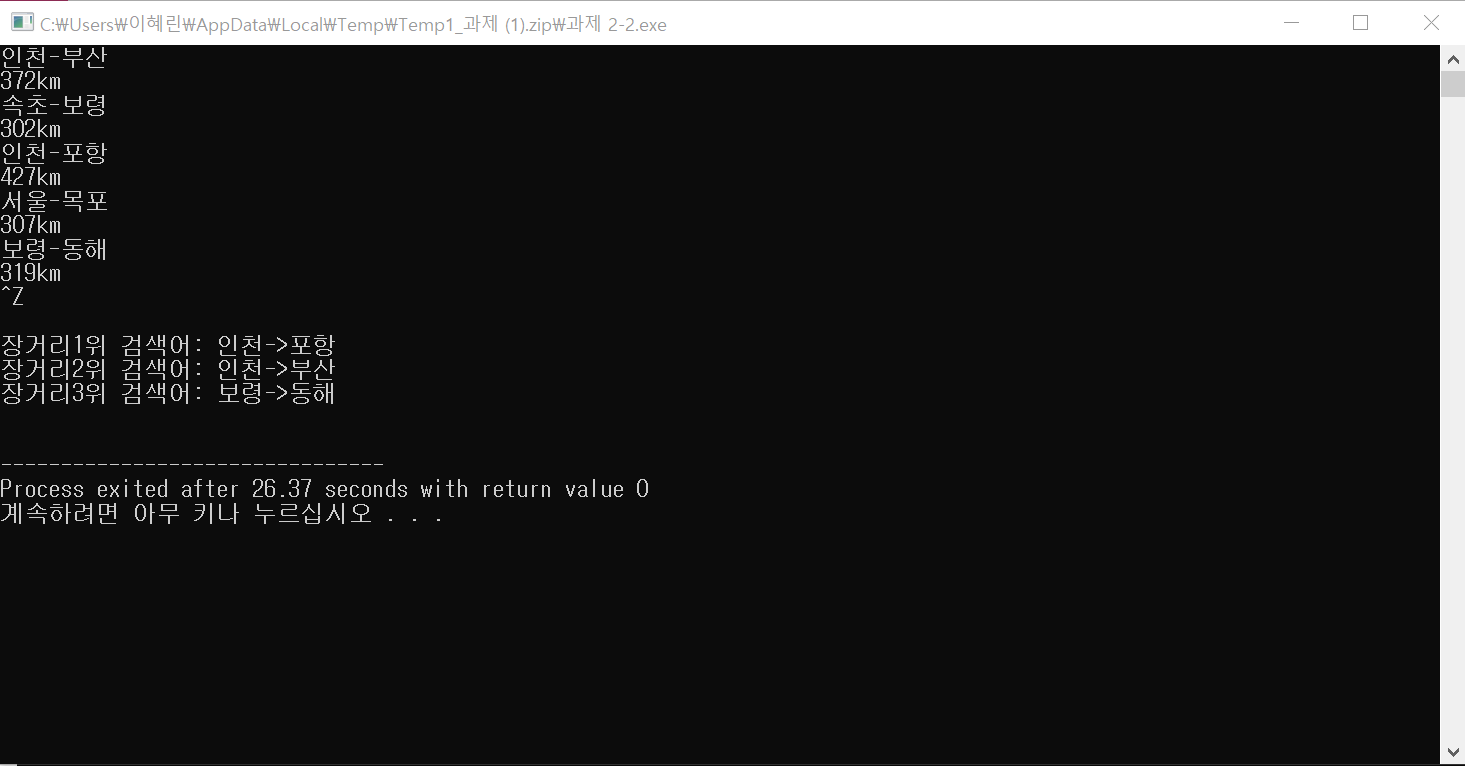 C:₩Users₩이혜린₩AppData₩Local₩Temp₩Temp1_과제 (1).zip₩과제 2-2.exe
인천-부산
372km
속초-보령
302km
인천-포항
427km
서울-목포
307km
보령-동해
319km
^Z
장거리1위 검색어: 인천->포항
장거리2위 검색어: 인천->부산
장거리3위 검색어: 보령->동해
--------------------------------
Process exited after 26.37 seconds with return value 0
계속하려면 아무 키나 누르십시오 . . .